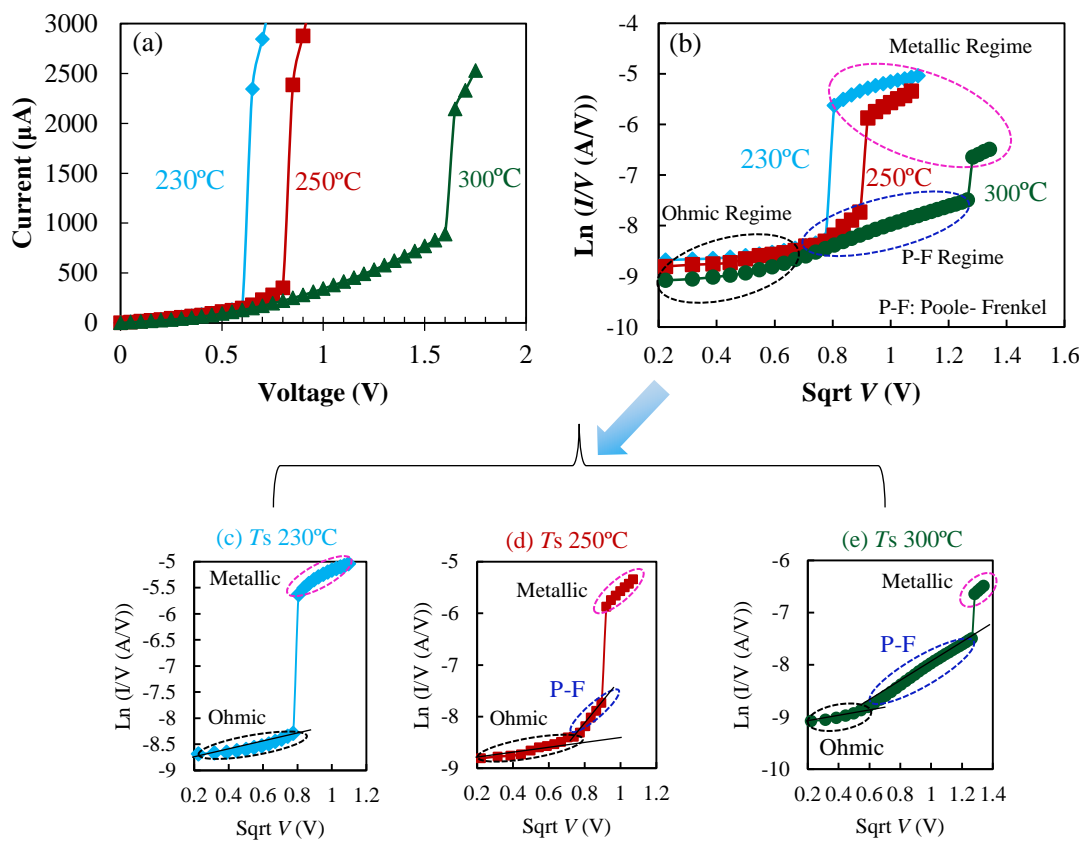 (a)
3000
2500
2000
1500
1000
500
0
Current (µA)
230ºC
250ºC
300ºC
0
0.5
1
1.5
2
Voltage (V)
(b)
-4
-5
-6
-7
-8
-9
-10
Ln (I/V (A/V))
Metallic Regime
230ºC
250ºC
300ºC
Ohmic Regime
P-F Regime
P-F: Poole- Frenkel
0.2
0.4
0.6
0.8
1
1.2
1.4
1.6
Sqrt V (V)
(c) Ts 230ºC
-5
-5.5
-6
-6.5
-7
-7.5
-8
-8.5
-9
Ln (I/V (A/V))
Metallic
Ohmic
0.2 0.4 0.6 0.8 1 1.2
Sqrt V (V)
(d) Ts 250ºC
-5
-6
-7
-8
-9
Ln (I/V (A/V))
Metallic
P-F
Ohmic
0.2 0.4 0.6 0.8 1 1.2
Sqrt V (V)
(e) Ts 300ºC
-6
-7
-8
-9
-10
Ln (I/V (A/V))
Metallic
P-F
Ohmic
0.2 0.4 0.6 0.8 1 1.2 1.4
Sqrt V (V)